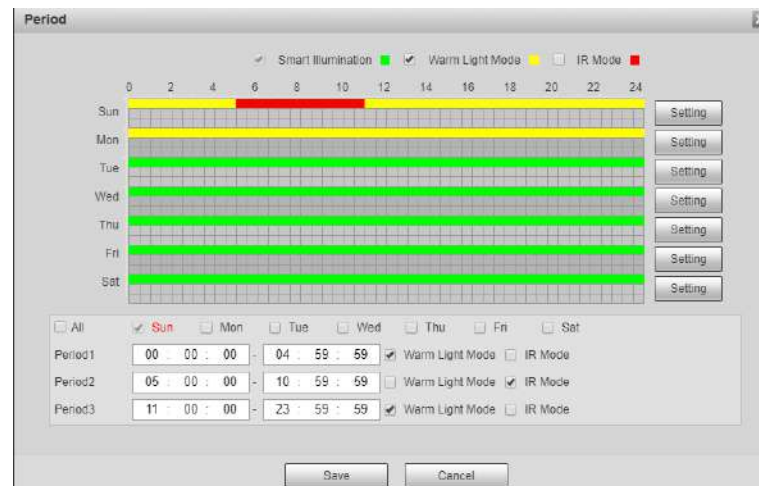 Period
Smart Illumination Warm Light Mode IR Mode
0 2 4 6 8 10 12 14 16 18 20 22 24
Sun Setting
Mon Setting
Tue Setting
Wed Setting
Thu Setting
Fri Setting
Sat Setting
All Sun Mon Tue Wed Thu Fri Sat
Period1 00 : 00 : 00 - 04 : 59 : 59 Warm Light Mode IR Mode
Period2 05 : 00 : 00 - 10 : 59 : 59 Warm Light Mode IR Mode
Period3 11 : 00 : 00 - 23 : 59 : 59 Warm Light Mode IR Mode
Save Cancel